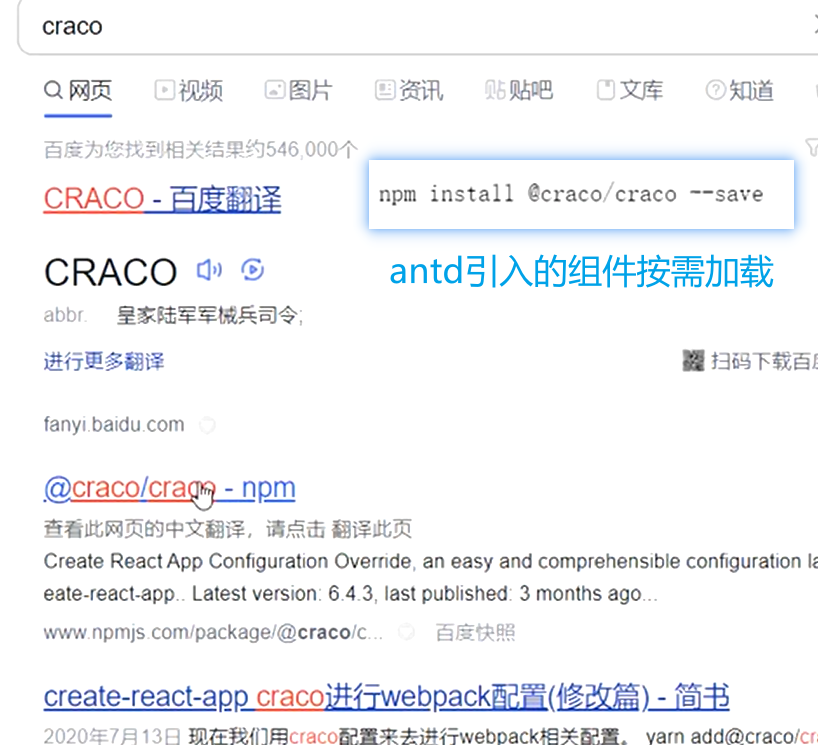 craco
网页 视频 图片 资讯 贴吧 文库 知道
百度为您找到相关结果约546,000个
CRACO - 百度翻译
npm install @craco/craco --save
antd引入的组件按需加载
CRACO
abbr. 皇家陆军军械兵司令;
进行更多翻译
扫码下载百度
fanyi.baidu.com
@craco/craco - npm
查看此网页的中文翻译，请点击 翻译此页
Create React App Configuration Override, an easy and comprehensible configuration la
eate-react-app.. Latest version: 6.4.3, last published: 3 months ago...
www.npmjs.com/package/@craco/c... 百度快照
create-react-app craco进行webpack配置(修改篇) - 简书
2020年7月13日 现在我们用craco配置来去进行webpack相关配置。 yarn add@craco/cr